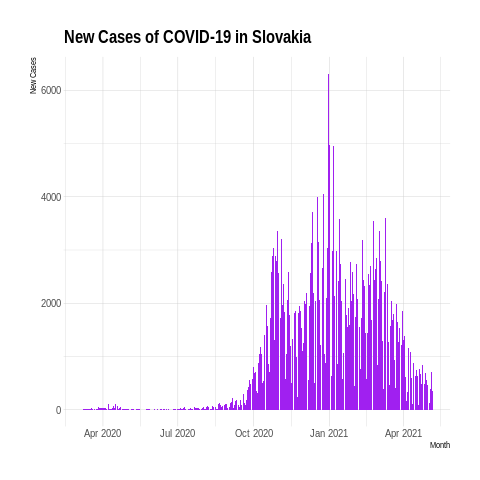 New Cases of COVID-19 in Slovakia
New Cases
6000
4000
2000
0
Apr 2020 Jul 2020 Oct 2020 Jan 2021 Apr 2021
Month